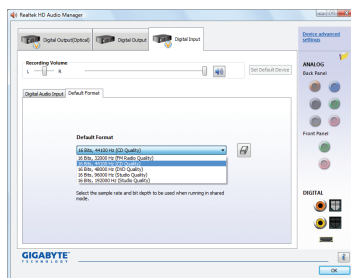 Realtek HD Audio Manager
Digital Output(Optical)
Digital Output
Digital Input
Device advanced
settings
Recording Volume
L
R
Set Default Device
ANALOG
Back Panel
Digital Audio Input
Default Format
Default Format
16 Bits, 44100 Hz (CD Quality)
16 Bits, 32000 Hz (FM Radio Quality)
16 Bits, 44100 Hz (CD Quality)
16 Bits, 48000 Hz (DVD Quality)
16 Bits, 96000 Hz (Studio Quality)
16 Bits, 192000 Hz (Studio Quality)
Select the sample rate and bit depth to be used when running in shared
mode.
Front Panel
DIGITAL
GIGABYTE
TECHNOLOGY
OK